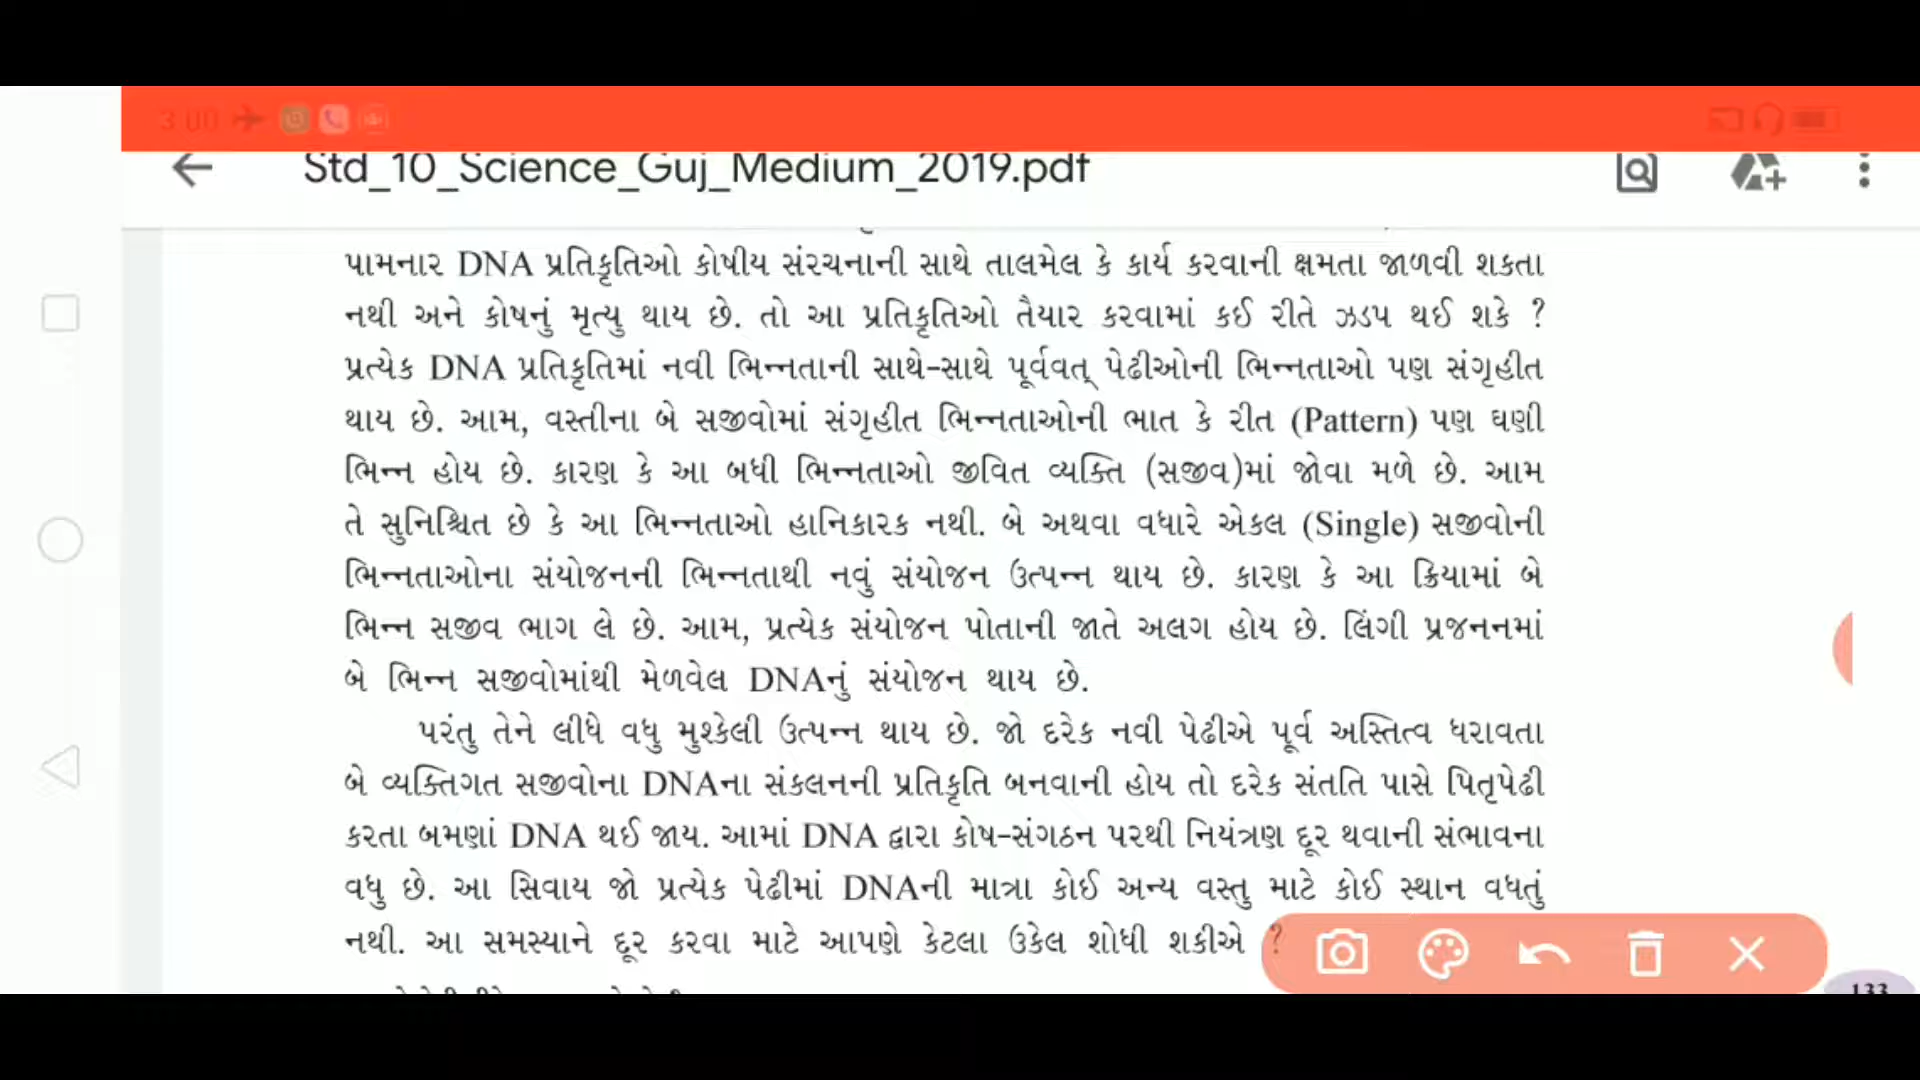 3:00
Std_10_Science_Guj_Medium_2019.pdf
પામનાર DNA પ્રતિકૃતિઓ કોષીય સંરચનાની સાથે તાલમેલ કે કાર્ય કરવાની ક્ષમતા જાળવી શકતા
નથી અને કોષનું મૃત્યુ થાય છે. તો આ પ્રતિકૃતિઓ તૈયાર કરવામાં કઈ રીતે ઝડપ થઈ શકે ?
પ્રત્યેક DNA પ્રતિકૃતિમાં નવી ભિન્નતાની સાથે-સાથે પૂર્વવત્ પેઢીઓની ભિન્નતાઓ પણ સંગૃહીત
થાય છે. આમ, વસ્તીના બે સજીવોમાં સંગૃહીત ભિન્નતાઓની ભાત કે રીત (Pattern) પણ ઘણી
ભિન્ન હોય છે. કારણ કે આ બધી ભિન્નતાઓ જીવિત વ્યક્તિ (સજીવ)માં જોવા મળે છે. આમ
તે સુનિશ્ચિત છે કે આ ભિન્નતાઓ હાનિકારક નથી. બે અથવા વધારે એકલ (Single) સજીવોની
ભિન્નતાઓના સંયોજનની ભિન્નતાથી નવું સંયોજન ઉત્પન્ન થાય છે. કારણ કે આ ક્રિયામાં બે
ભિન્ન સજીવ ભાગ લે છે. આમ, પ્રત્યેક સંયોજન પોતાની જાતે અલગ હોય છે. લિંગી પ્રજનનમાં
બે ભિન્ન સજીવોમાંથી મેળવેલ DNAનું સંયોજન થાય છે.
પરંતુ તેને લીધે વધુ મુશ્કેલી ઉત્પન્ન થાય છે. જો દરેક નવી પેઢીએ પૂર્વ અસ્તિત્વ ધરાવતા
બે વ્યક્તિગત સજીવોના DNAના સંકલનની પ્રતિકૃતિ બનવાની હોય તો દરેક સંતતિ પાસે પિતૃપેઢી
કરતા બમણાં DNA થઈ જાય. આમાં DNA દ્વારા કોષ-સંગઠન પરથી નિયંત્રણ દૂર થવાની સંભાવના
વધુ છે. આ સિવાય જો પ્રત્યેક પેઢીમાં DNAની માત્રા કોઈ અન્ય વસ્તુ માટે કોઈ સ્થાન વધતું
નથી. આ સમસ્યાને દૂર કરવા માટે આપણે કેટલા ઉકેલ શોધી શકીએ ?
133